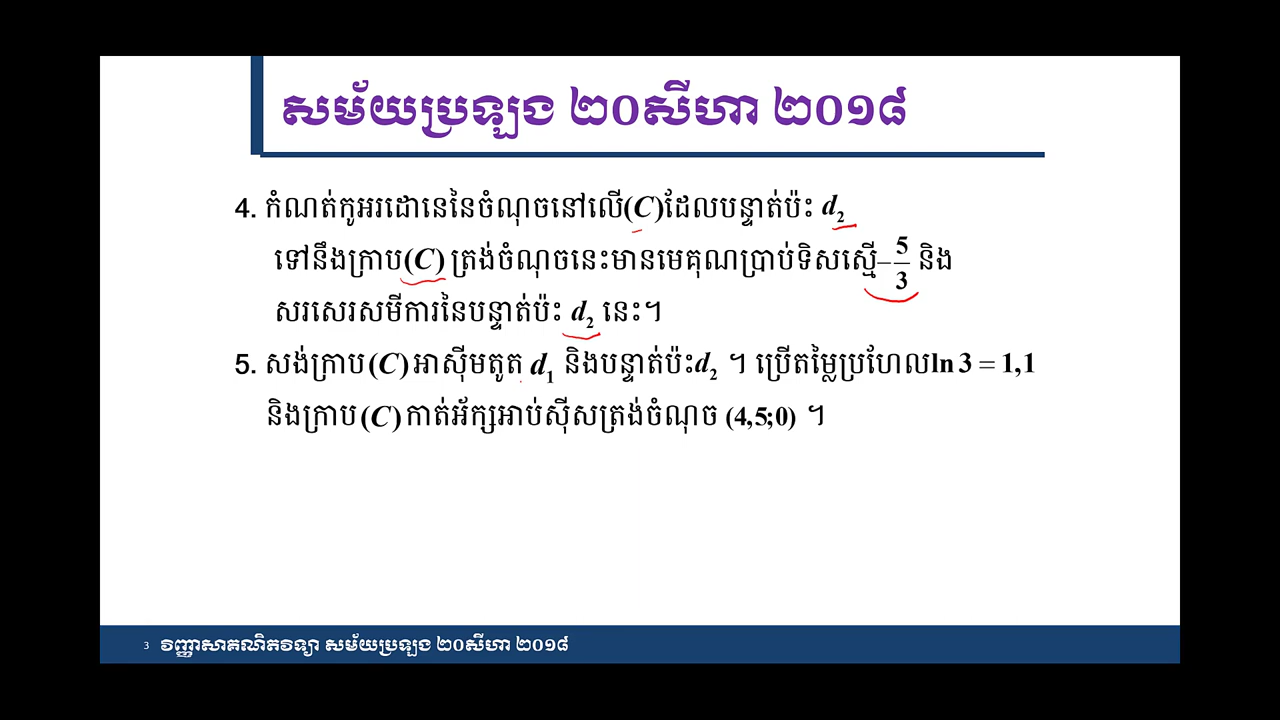 សម័យប្រឡង ២០សីហា ២០១៨
4. កំណត់កូអរដោនេនៃចំណុចនៅលើ(C)ដែលបន្ទាត់ប៉ះ d₂
ទៅនឹងក្រាប(C) ត្រង់ចំណុចនេះមានមេគុណប្រាប់ទិសស្មើ–5/3 និង
សរសេរសមីការនៃបន្ទាត់ប៉ះ d₂ នេះ។
5. សង់ក្រាប(C)អាស៊ីមតូត d₁ និងបន្ទាត់ប៉ះd₂ ។ ប្រើតម្លៃប្រហែលln 3 = 1,1
និងក្រាប(C)កាត់អ័ក្សអាប់ស៊ីសត្រង់ចំណុច (4,5;0) ។
3 វិញ្ញាសាគណិតវិទ្យា សម័យប្រឡង ២០សីហា ២០១៨